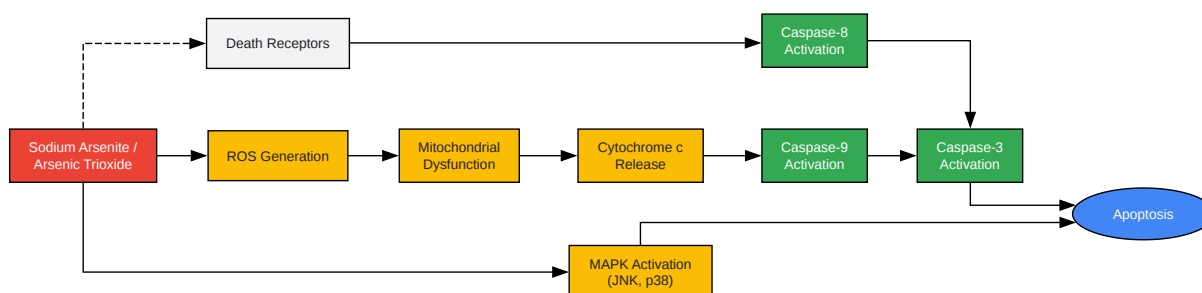 Death Receptors
Caspase-8
Activation
Sodium Arsenite /
Arsenic Trioxide
ROS Generation
Mitochondrial
Dysfunction
Cytochrome c
Release
Caspase-9
Activation
Caspase-3
Activation
Apoptosis
MAPK Activation
(JNK, p38)